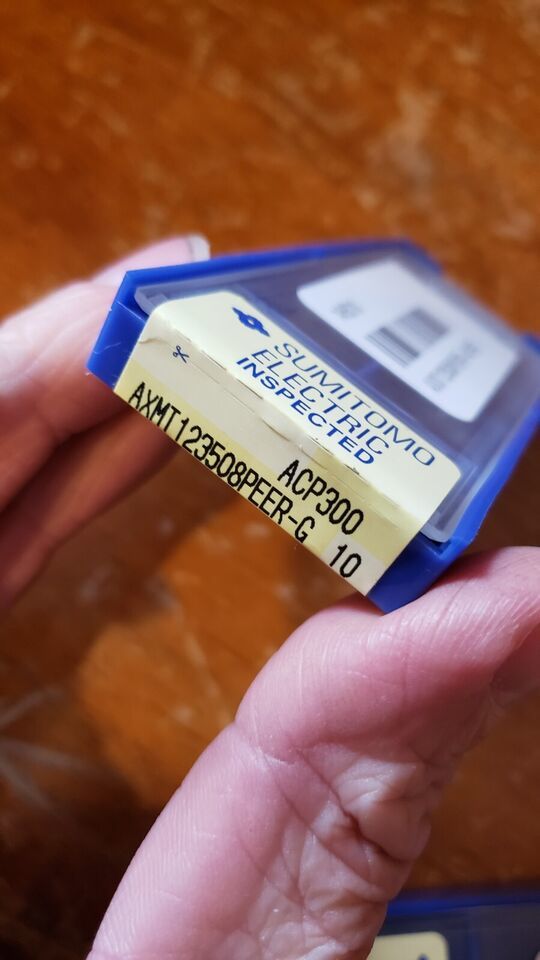 SUMITOMO
ELECTRIC
INSPECTED
ACP300
AXMT123508PEER-G 10